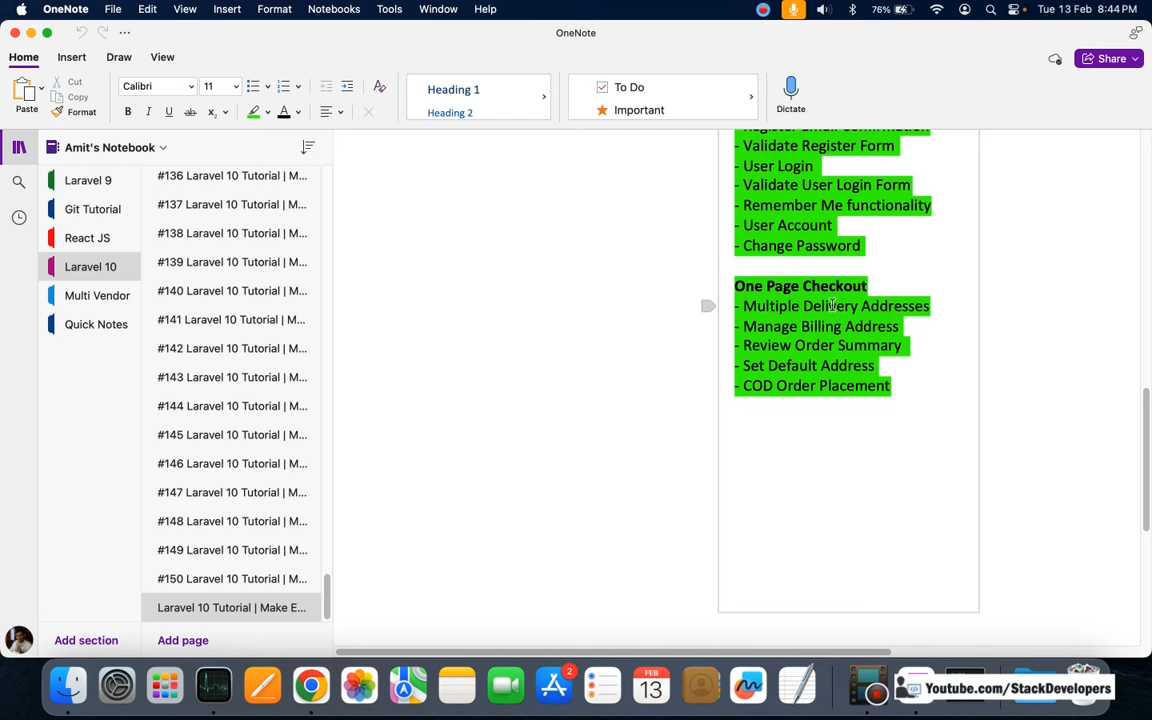 OneNote File Edit View Insert Format Notebooks Tools Window Help 76% Tue 13 Feb 8:44 PM
OneNote
Home Insert Draw View
Share
Paste Cut Copy Format
Calibri 11
B I U ab X₂ A
Heading 1
Heading 2
To Do
Important
Dictate
Amit's Notebook
Laravel 9
Git Tutorial
React JS
Laravel 10
Multi Vendor
Quick Notes
#136 Laravel 10 Tutorial | M...
#137 Laravel 10 Tutorial | M...
#138 Laravel 10 Tutorial | M...
#139 Laravel 10 Tutorial | M...
#140 Laravel 10 Tutorial | M...
#141 Laravel 10 Tutorial | M...
#142 Laravel 10 Tutorial | M...
#143 Laravel 10 Tutorial | M...
#144 Laravel 10 Tutorial | M...
#145 Laravel 10 Tutorial | M...
#146 Laravel 10 Tutorial | M...
#147 Laravel 10 Tutorial | M...
#148 Laravel 10 Tutorial | M...
#149 Laravel 10 Tutorial | M...
#150 Laravel 10 Tutorial | M...
Laravel 10 Tutorial | Make E...
Add section
Add page
- Register Email Confirmation
- Validate Register Form
- User Login
- Validate User Login Form
- Remember Me functionality
- User Account
- Change Password
One Page Checkout
- Multiple Delivery Addresses
- Manage Billing Address
- Review Order Summary
- Set Default Address
- COD Order Placement
2
FEB
13
Youtube.com/StackDevelopers